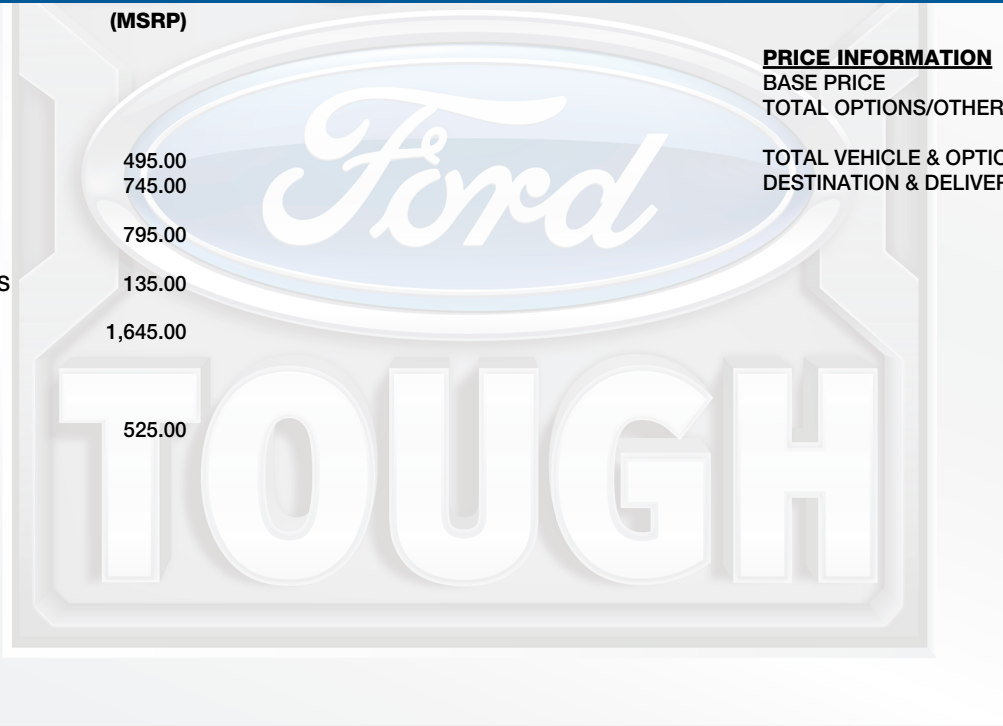 (MSRP)
495.00
745.00
795.00
S 135.00
1,645.00
525.00
PRICE INFORMATION
BASE PRICE
TOTAL OPTIONS/OTHER
TOTAL VEHICLE & OPTIO
DESTINATION & DELIVER
Ford
TOUGH